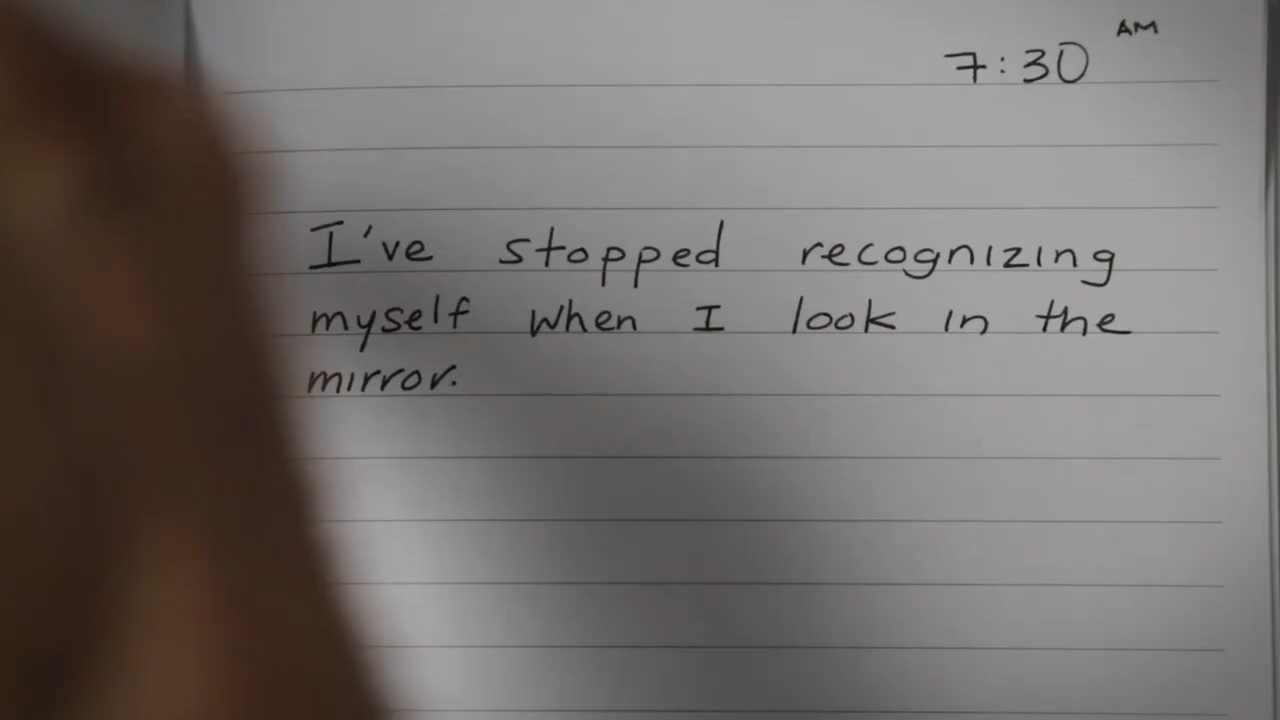 7:30 AM
I've stopped recognizing
myself when I look in the
mirror.